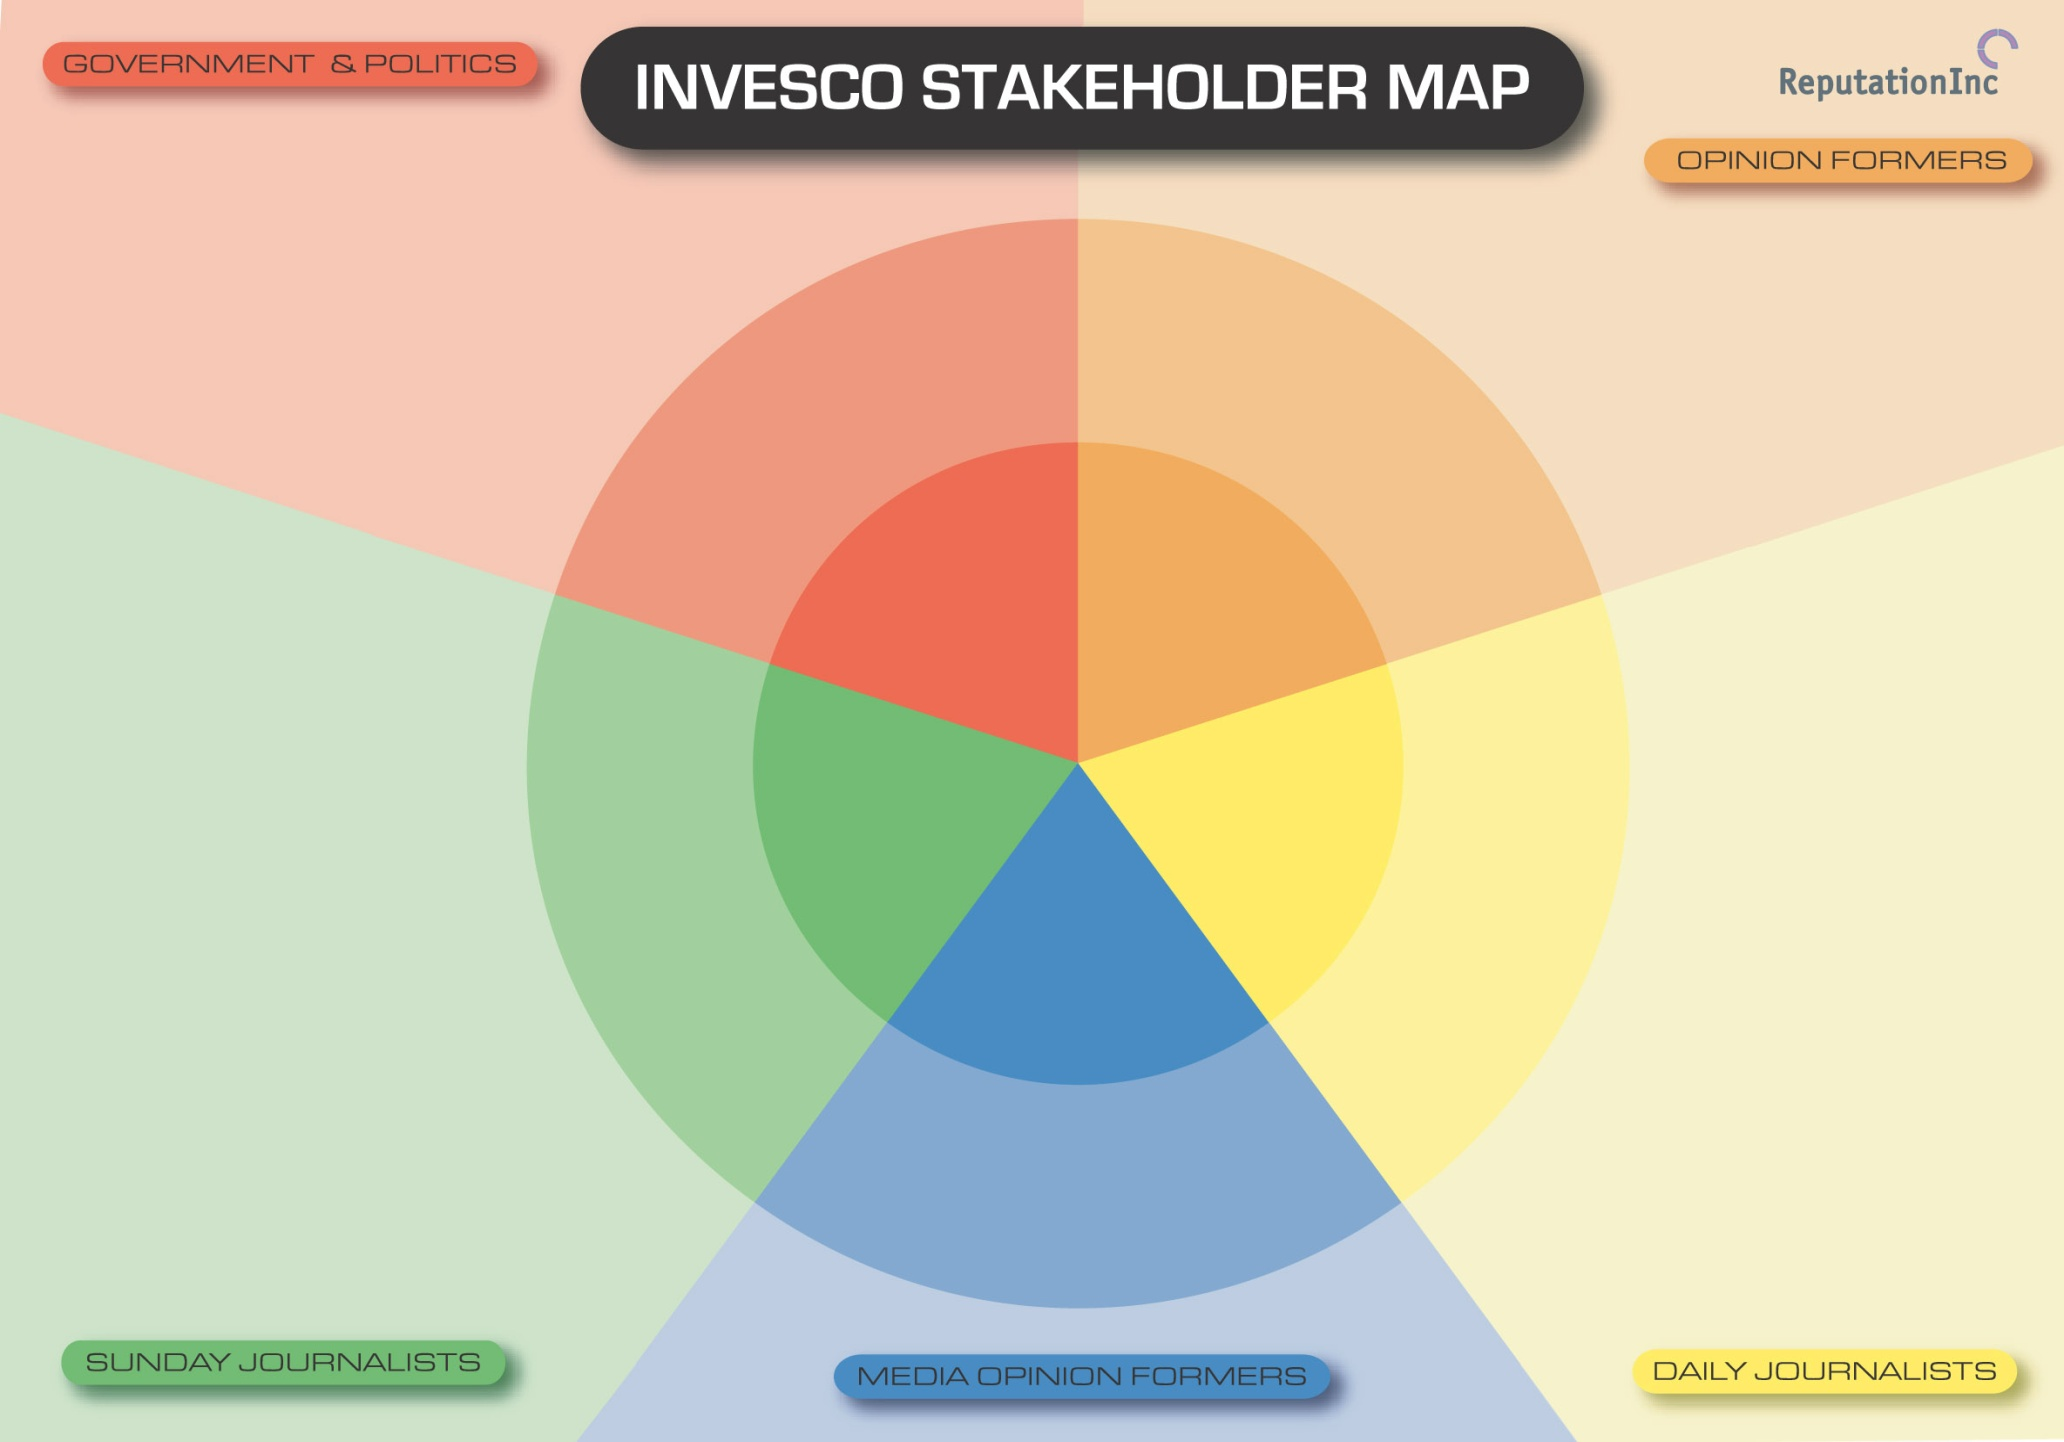 GOVERNMENT & POLITICS
INVESCO STAKEHOLDER MAP
ReputationInc
OPINION FORMERS
SUNDAY JOURNALISTS
MEDIA OPINION FORMERS
DAILY JOURNALISTS